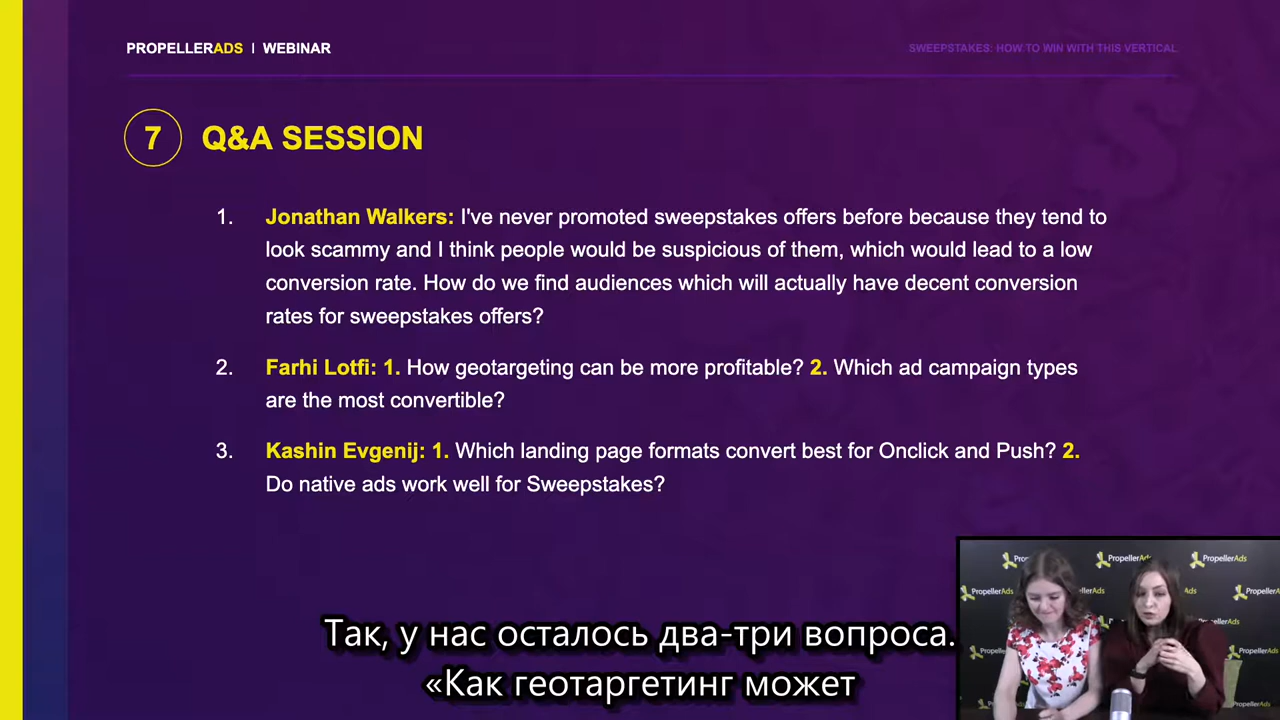 PROPELLERADS | WEBINAR
SWEEPSTAKES: HOW TO WIN WITH THIS VERTICAL
7 Q&A SESSION
1. Jonathan Walkers: I've never promoted sweepstakes offers before because they tend to
look scammy and I think people would be suspicious of them, which would lead to a low
conversion rate. How do we find audiences which will actually have decent conversion
rates for sweepstakes offers?
2. Farhi Lotfi: 1. How geotargeting can be more profitable? 2. Which ad campaign types
are the most convertible?
3. Kashin Evgenij: 1. Which landing page formats convert best for Onclick and Push? 2.
Do native ads work well for Sweepstakes?
PropellerAds
PropellerAds
PropellerAds
PropellerAds
Так, у нас осталось два-три вопроса.
«Как геотаргетинг может